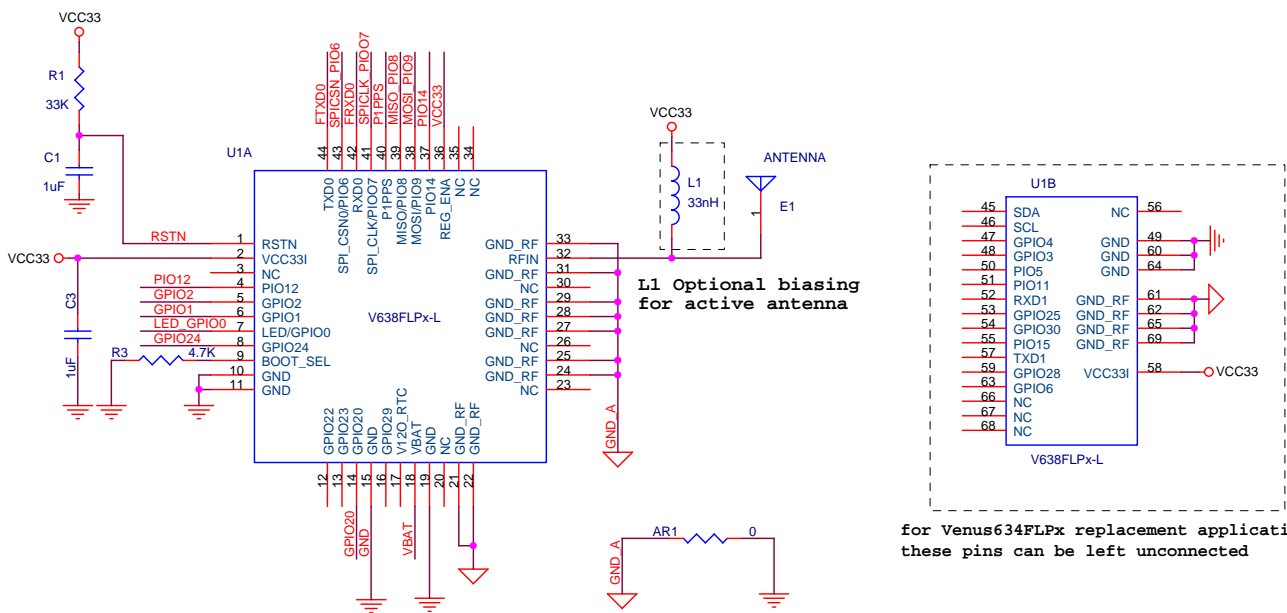 VCC33
R1
33K
C1
1uF
FTXD0
SPICSN_PIO6
FRXD0
SPICLK_PIOO7
P1PPS
MISO_PIO8
MOSI_PIO9
PIO14
VCC33
44
43
42
41
40
39
38
37
36
35
34
U1A
TXD0
SPI_CSN0/PIO6
RXD0
SPI_CLK/PIOO7
P1PPS
MISO/PIO8
MOSI/PIO9
PIO14
REG_ENA
NC
NC
RSTN
1 RSTN
VCC33
2 VCC33I
3 NC
PIO12 4 PIO12
GPIO2 5 GPIO2
GPIO1 6 GPIO1
LED_GPIO0 7 LED/GPIO0
GPIO24 8 GPIO24
R3 4.7K 9 BOOT_SEL
10 GND
11 GND
C3
1uF
V638FLPx-L
GND_RF 33
RFIN 32
GND_RF 31
NC 30
GND_RF 29
GND_RF 28
GND_RF 27
NC 26
GND_RF 25
GND_RF 24
NC 23
GPIO22
GPIO23
GPIO20
GND
GPIO29
V12O_RTC
VBAT
GND
NC
GND_RF
GND_RF
12
13
14
15
16
17
18
19
20
21
22
GPIO20
GND
VBAT
GND_A
VCC33
L1
33nH
ANTENNA
1
E1
L1 Optional biasing
for active antenna
GND_A
AR1 0
U1B
45 SDA
46 SCL
47 GPIO4
48 GPIO3
50 PIO5
51 PIO11
52 RXD1
53 GPIO25
54 GPIO30
55 PIO15
57 TXD1
59 GPIO28
63 GPIO6
66 NC
67 NC
68 NC
NC 56
GND 49
GND 60
GND 64
GND_RF 61
GND_RF 62
GND_RF 65
GND_RF 69
VCC33I 58 VCC33
V638FLPx-L
for Venus634FLPx replacement applicati
these pins can be left unconnected